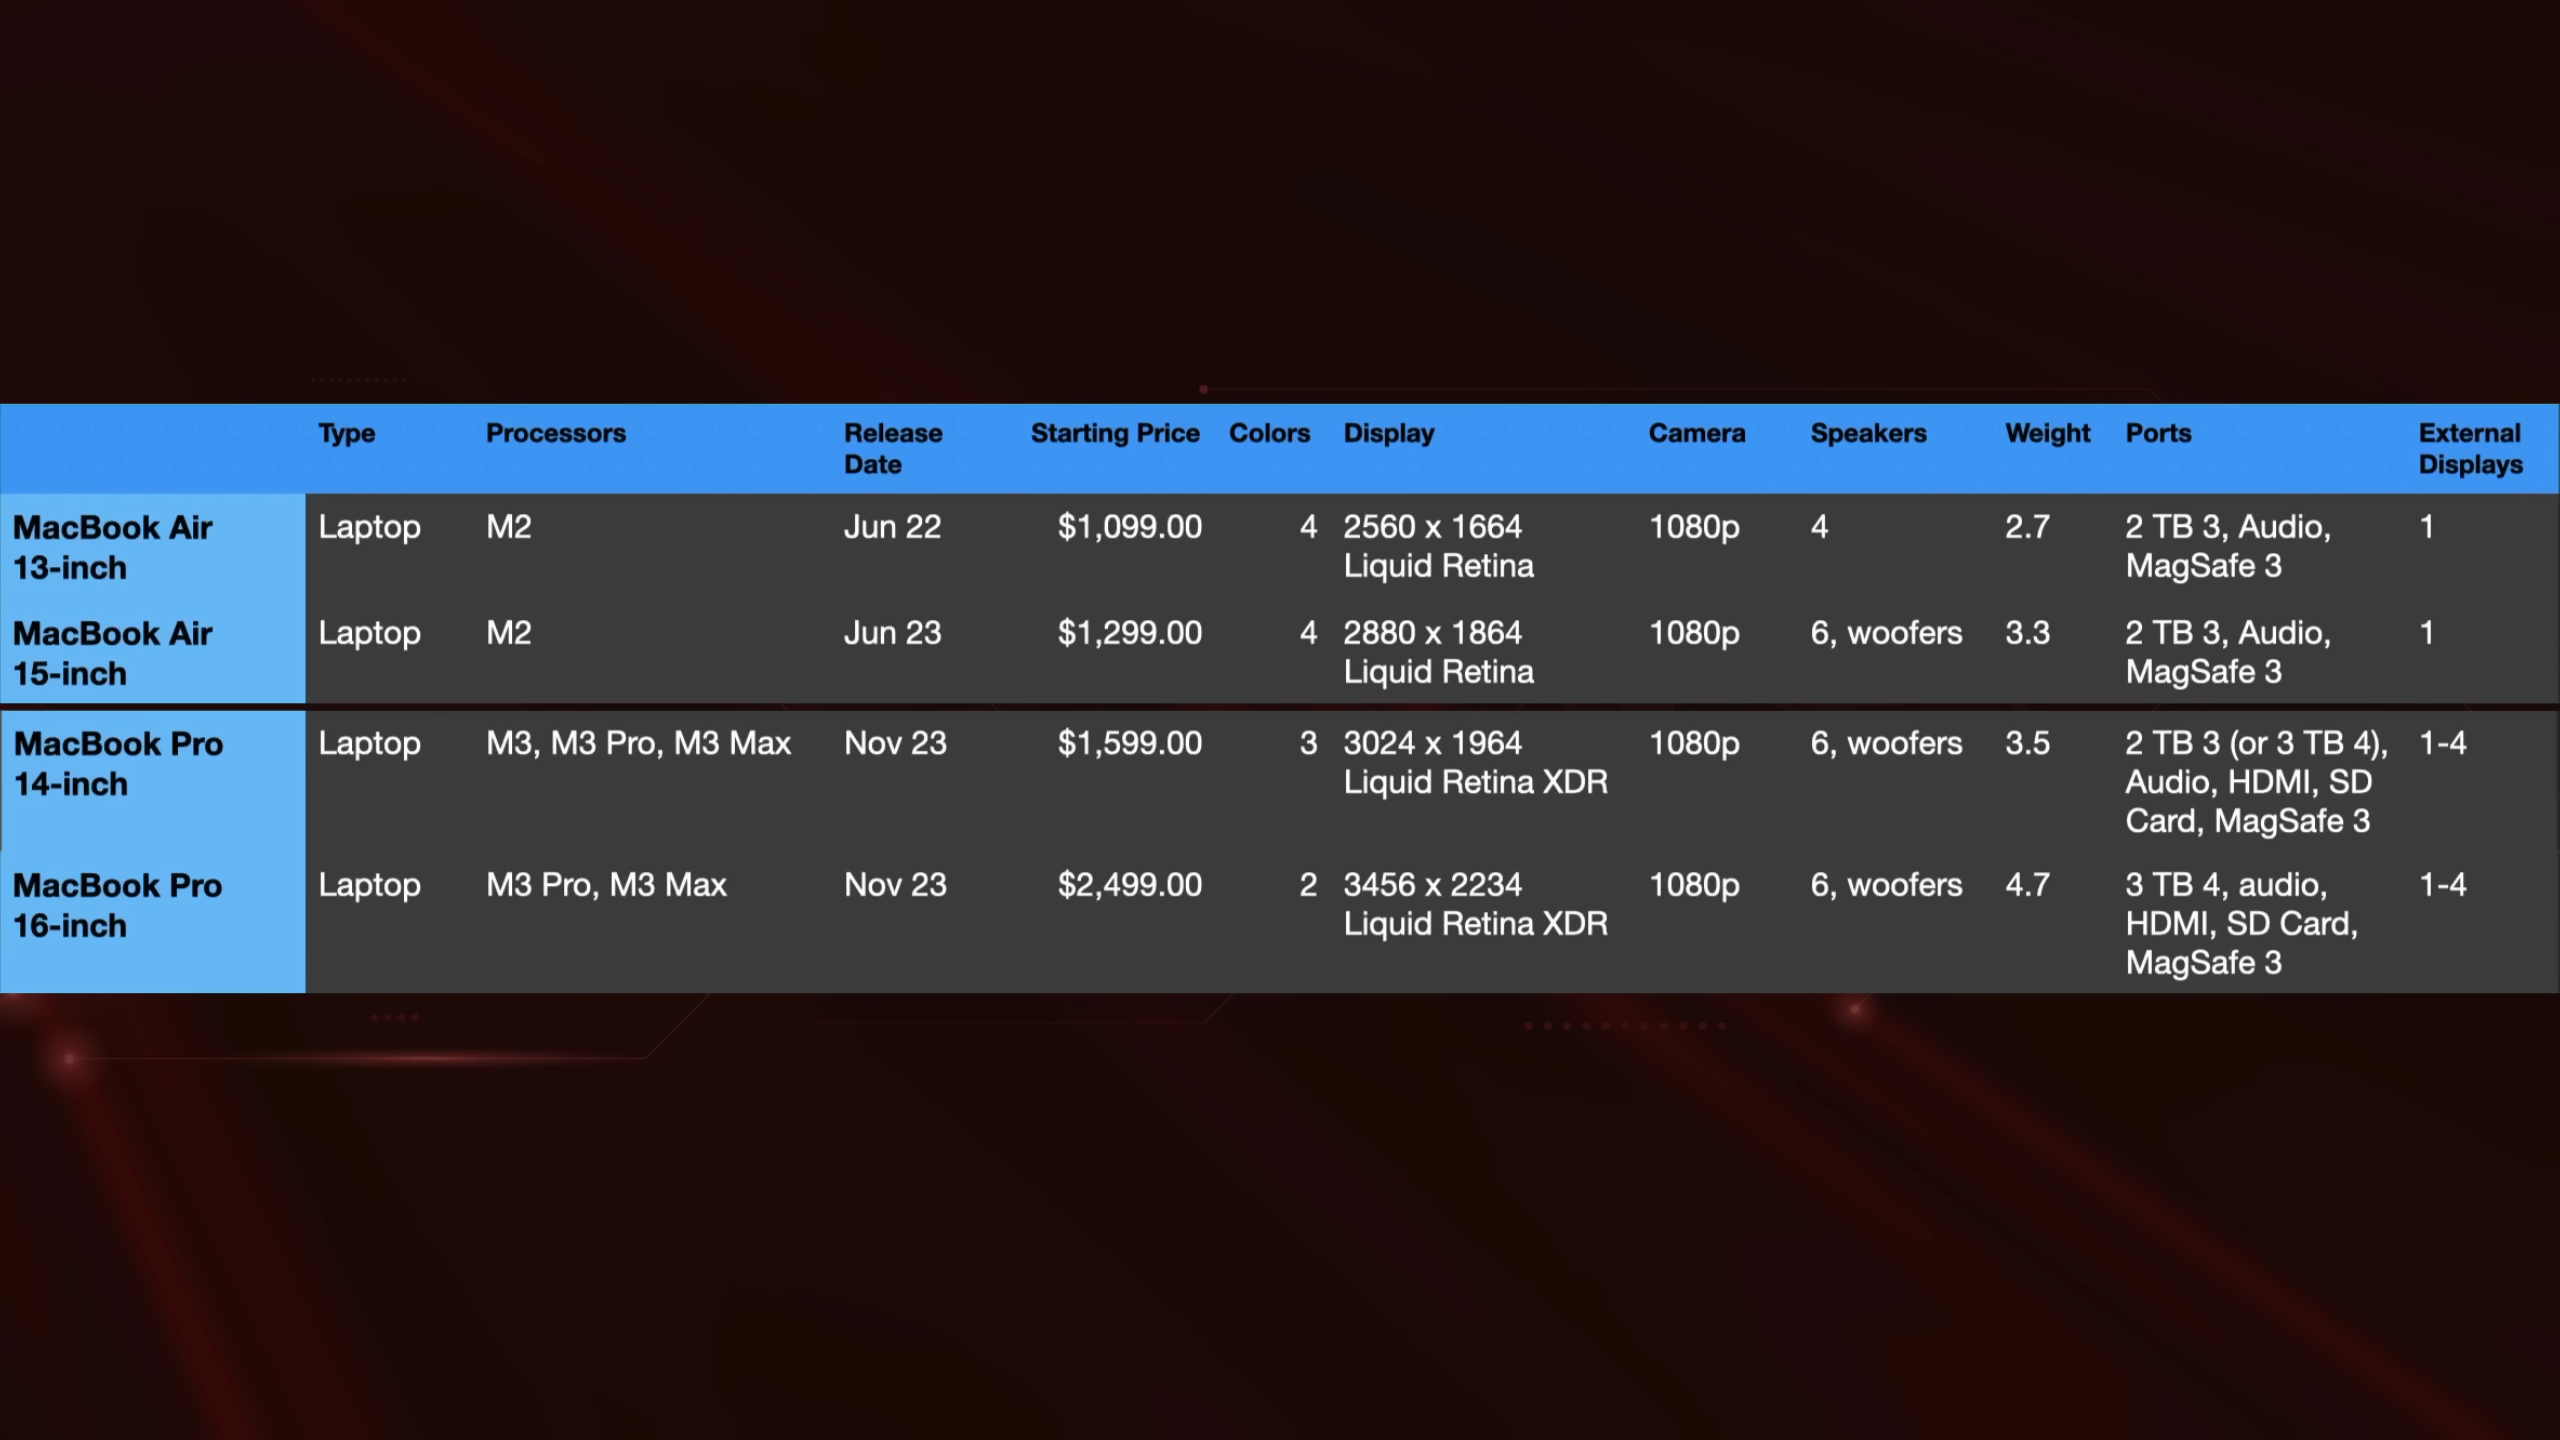 Type Processors Release Date Starting Price Colors Display Camera Speakers Weight Ports External Displays
MacBook Air 13-inch Laptop M2 Jun 22 $1,099.00 4 2560 x 1664 Liquid Retina 1080p 4 2.7 2 TB 3, Audio, MagSafe 3 1
MacBook Air 15-inch Laptop M2 Jun 23 $1,299.00 4 2880 x 1864 Liquid Retina 1080p 6, woofers 3.3 2 TB 3, Audio, MagSafe 3 1
MacBook Pro 14-inch Laptop M3, M3 Pro, M3 Max Nov 23 $1,599.00 3 3024 x 1964 Liquid Retina XDR 1080p 6, woofers 3.5 2 TB 3 (or 3 TB 4), Audio, HDMI, SD Card, MagSafe 3 1-4
MacBook Pro 16-inch Laptop M3 Pro, M3 Max Nov 23 $2,499.00 2 3456 x 2234 Liquid Retina XDR 1080p 6, woofers 4.7 3 TB 4, audio, HDMI, SD Card, MagSafe 3 1-4